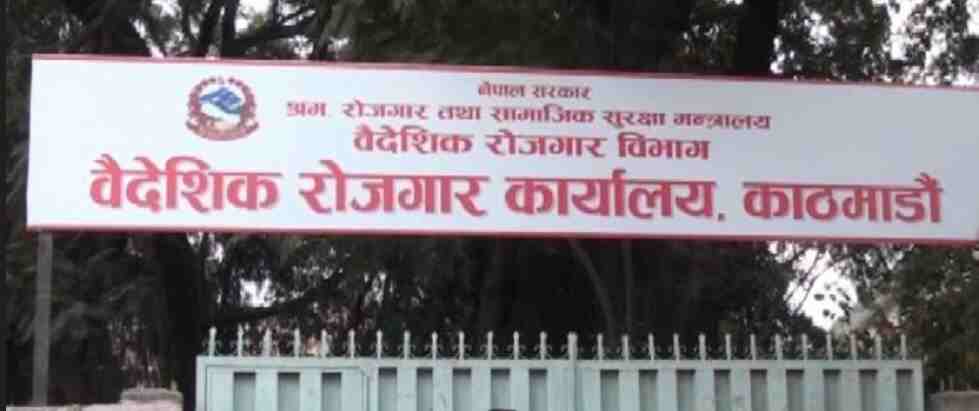 नेपाल सरकार
श्रम, रोजगार तथा सामाजिक सुरक्षा मन्त्रालय
वैदेशिक रोजगार विभाग
वैदेशिक रोजगार कार्यालय, काठमाडौं